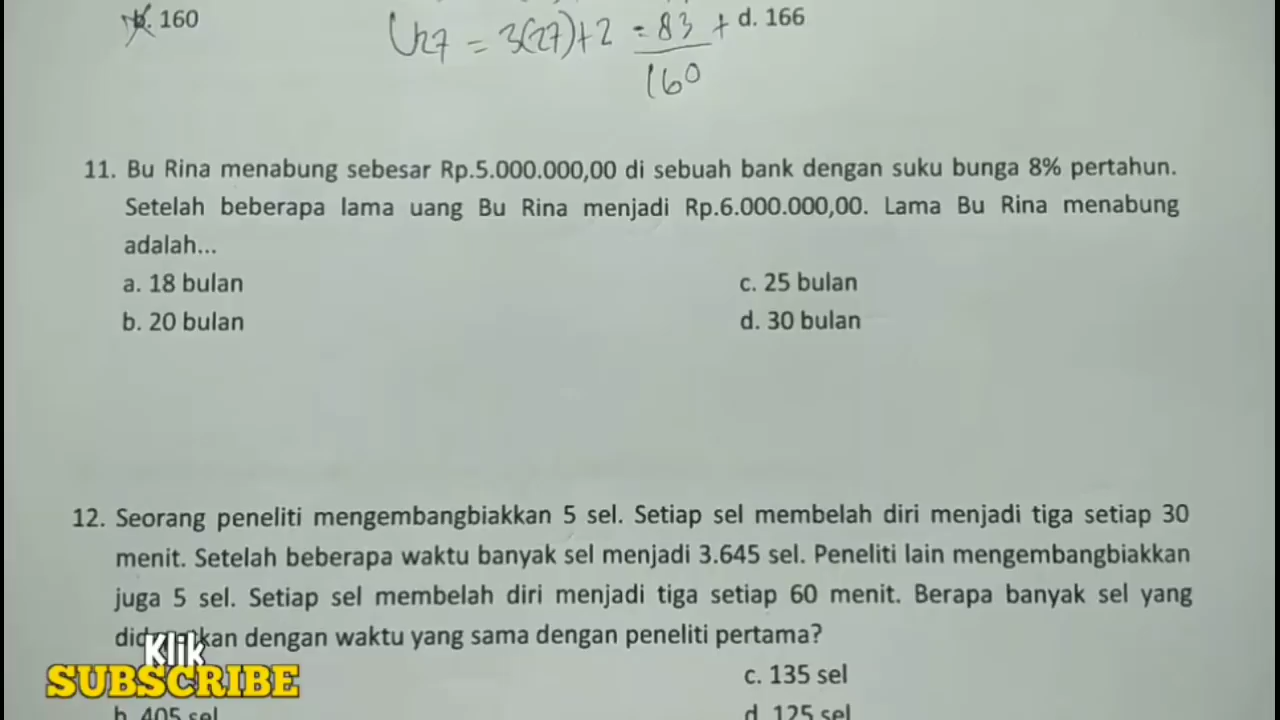 b. 160
U27 = 3(27)+2 = 83 + d. 166
160
11. Bu Rina menabung sebesar Rp.5.000.000,00 di sebuah bank dengan suku bunga 8% pertahun.
Setelah beberapa lama uang Bu Rina menjadi Rp.6.000.000,00. Lama Bu Rina menabung
adalah...
a. 18 bulan c. 25 bulan
b. 20 bulan d. 30 bulan
12. Seorang peneliti mengembangbiakkan 5 sel. Setiap sel membelah diri menjadi tiga setiap 30
menit. Setelah beberapa waktu banyak sel menjadi 3.645 sel. Peneliti lain mengembangbiakkan
juga 5 sel. Setiap sel membelah diri menjadi tiga setiap 60 menit. Berapa banyak sel yang
dengan waktu yang sama dengan peneliti pertama?
Klik
SUBSCRIBE
c. 135 sel
b. 405 sel d. 125 sel